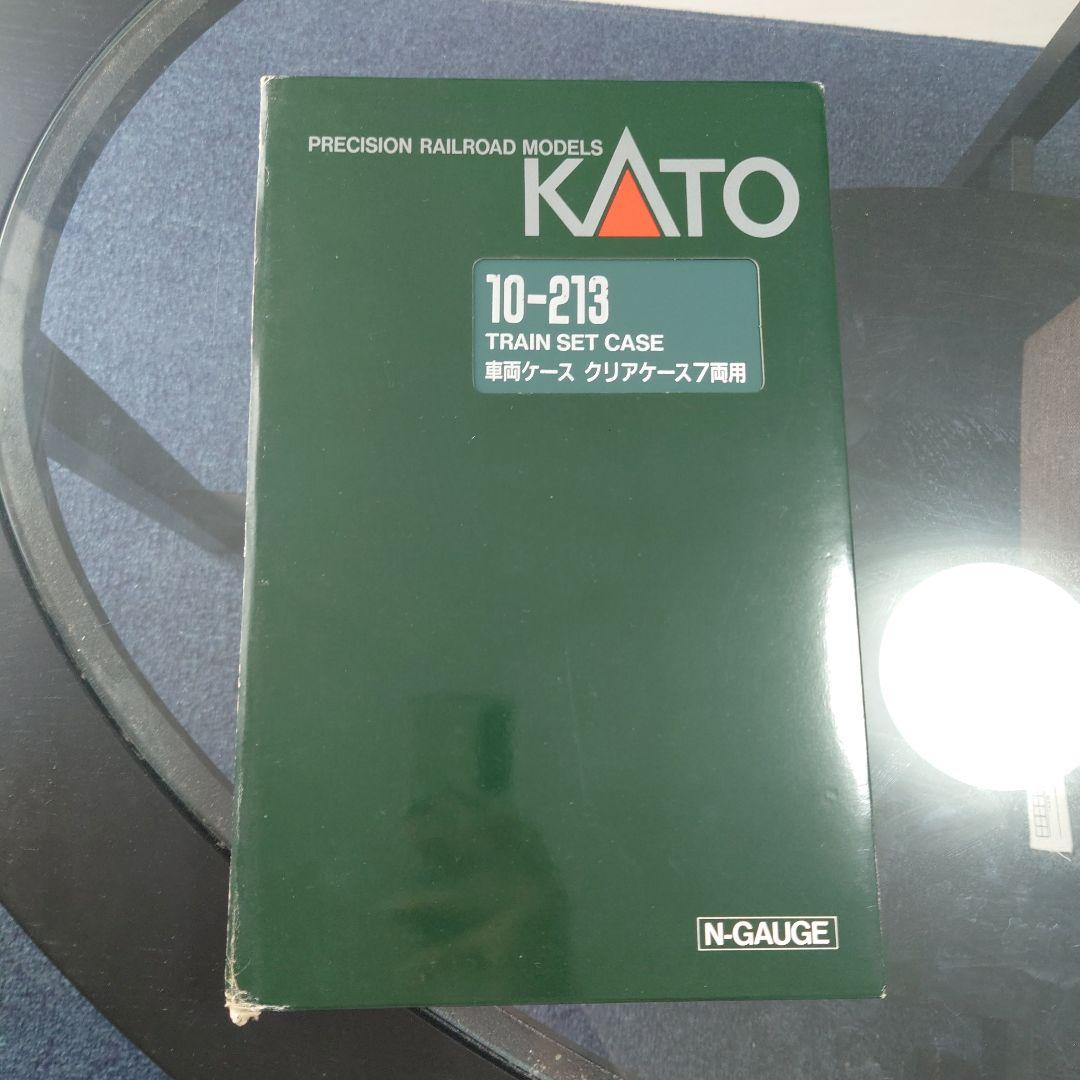 PRECISION RAILROAD MODELS
KATO
10-213
TRAIN SET CASE
車両ケース クリアケース7両用
N-GAUGE